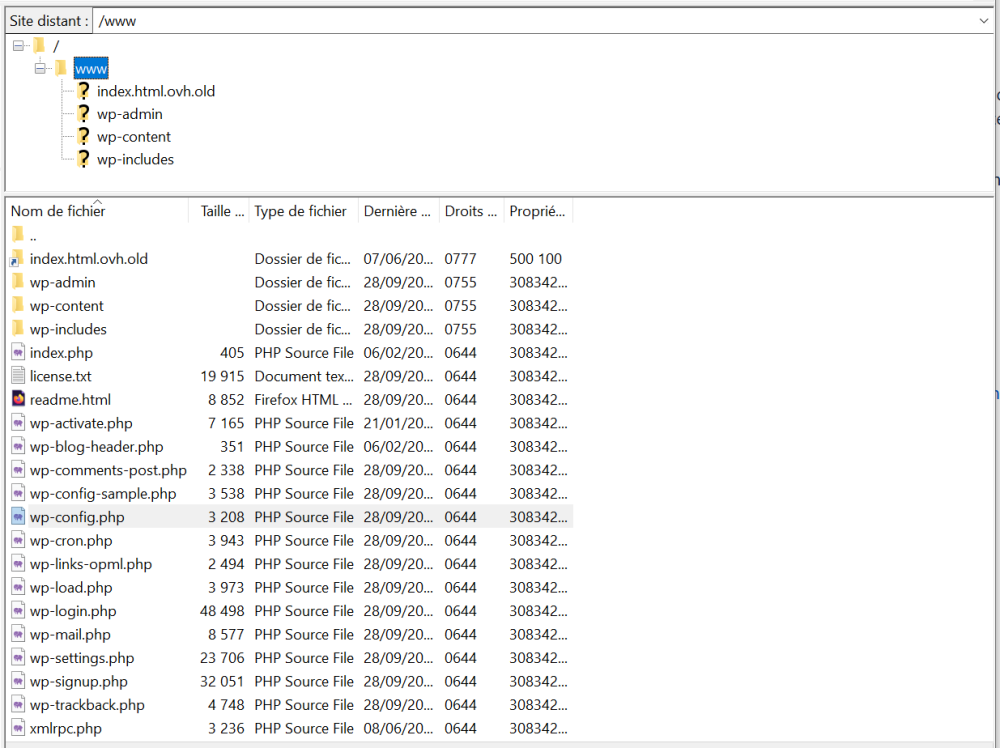 Site distant : /www
/
www
index.html.ovh.old
wp-admin
wp-content
wp-includes
Nom de fichier Taille ... Type de fichier Dernière ... Droits ... Proprié...
..
index.html.ovh.old Dossier de fic... 07/06/20... 0777 500 100
wp-admin Dossier de fic... 28/09/20... 0755 308342...
wp-content Dossier de fic... 28/09/20... 0755 308342...
wp-includes Dossier de fic... 28/09/20... 0755 308342...
index.php 405 PHP Source File 06/02/20... 0644 308342...
license.txt 19 915 Document tex... 28/09/20... 0644 308342...
readme.html 8 852 Firefox HTML ... 28/09/20... 0644 308342...
wp-activate.php 7 165 PHP Source File 21/01/20... 0644 308342...
wp-blog-header.php 351 PHP Source File 06/02/20... 0644 308342...
wp-comments-post.php 2 338 PHP Source File 28/09/20... 0644 308342...
wp-config-sample.php 3 538 PHP Source File 28/09/20... 0644 308342...
wp-config.php 3 208 PHP Source File 28/09/20... 0644 308342...
wp-cron.php 3 943 PHP Source File 28/09/20... 0644 308342...
wp-links-opml.php 2 494 PHP Source File 28/09/20... 0644 308342...
wp-load.php 3 973 PHP Source File 28/09/20... 0644 308342...
wp-login.php 48 498 PHP Source File 28/09/20... 0644 308342...
wp-mail.php 8 577 PHP Source File 28/09/20... 0644 308342...
wp-settings.php 23 706 PHP Source File 28/09/20... 0644 308342...
wp-signup.php 32 051 PHP Source File 28/09/20... 0644 308342...
wp-trackback.php 4 748 PHP Source File 28/09/20... 0644 308342...
xmlrpc.php 3 236 PHP Source File 08/06/20... 0644 308342...